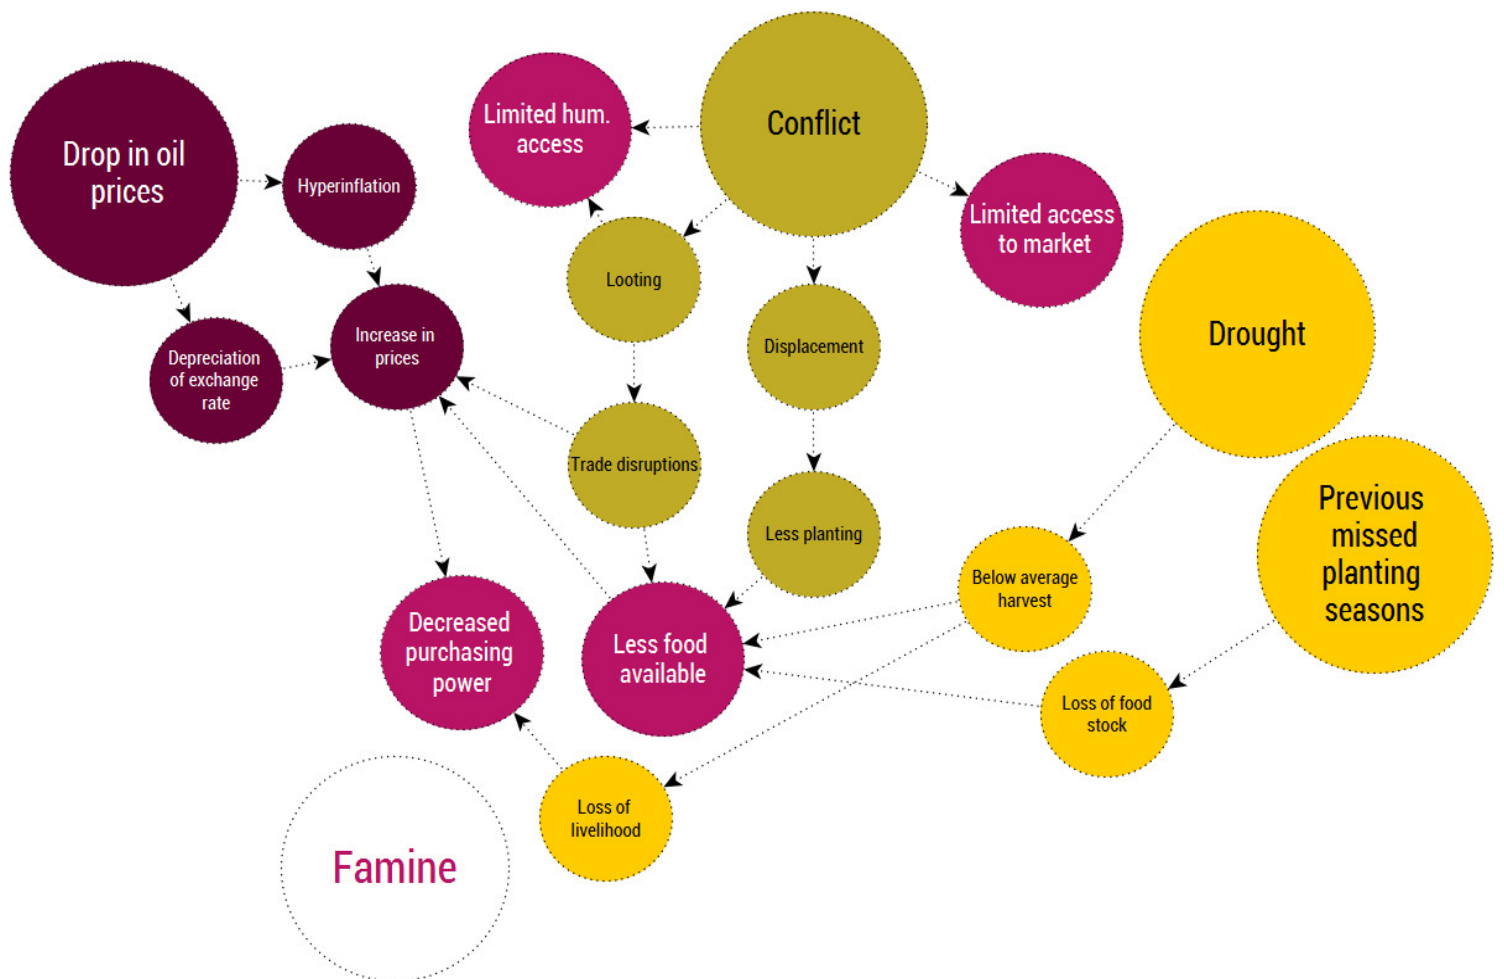 Drop in oil
prices
Hyperinflation
Depreciation
of exchange
rate
Increase in
prices
Limited hum.
access
Conflict
Looting
Limited access
to market
Displacement
Trade disruptions
Less planting
Drought
Previous
missed
planting
seasons
Below average
harvest
Loss of food
stock
Decreased
purchasing
power
Less food
available
Loss of
livelihood
Famine